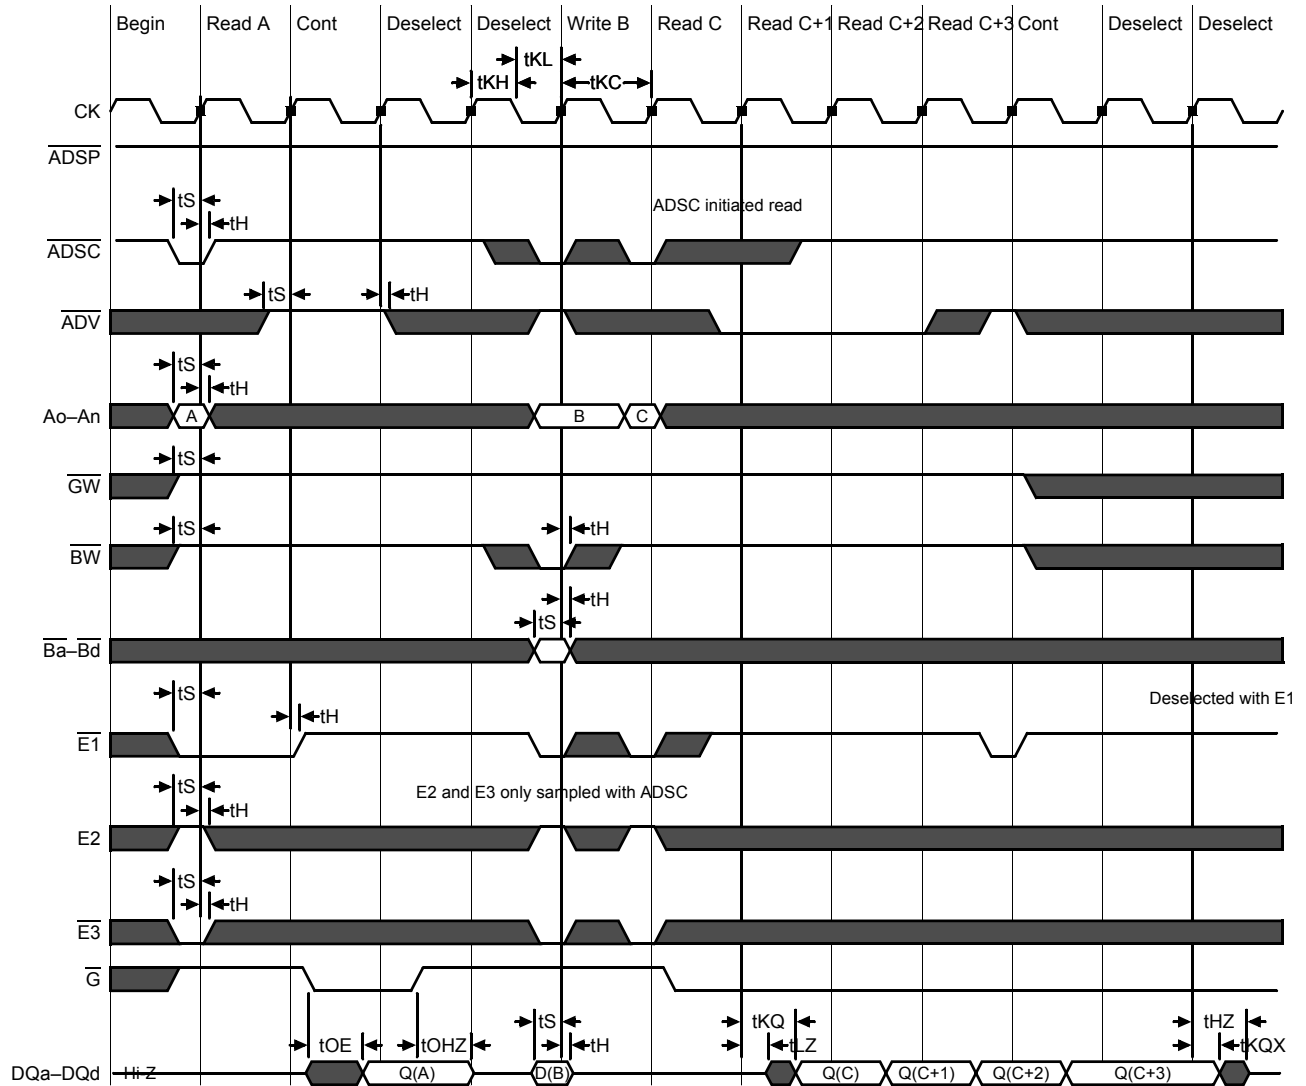 Begin Read A Cont Deselect Deselect Write B Read C Read C+1 Read C+2 Read C+3 Cont Deselect Deselect
tKL
tKH tKC
CK
ADSP
tS ADSC initiated read
tH
ADSC
tS tH
ADV
tS
tH
Ao–An A B C
tS
GW
tS tH
BW
tH
tS
Ba–Bd
tS Deselected with E1
tH
E1
tS E2 and E3 only sampled with ADSC
tH
E2
tS
tH
E3
G
tS tKQ tHZ
tOE tOHZ tH tLZ tKQX
DQa–DQd Hi-Z Q(A) D(B) Q(C) Q(C+1) Q(C+2) Q(C+3)